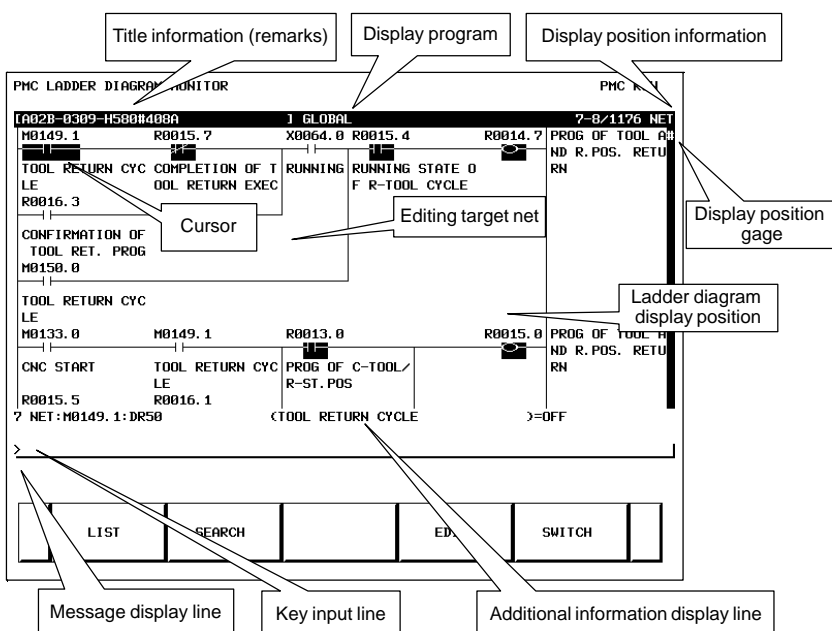 Title information (remarks)
Display program
Display position information
PMC LADDER DIAGRAM MONITOR
PMC
[A02B-0309-H580#408A ] GLOBAL 7-8/1176 NET
M0149.1 R0015.7 X0064.0 R0015.4 R0014.7 PROG OF TOOL A#
ND R.POS. RETU
TOOL RETURN CYC COMPLETION OF T RUNNING RUNNING STATE O RN
LE OOL RETURN EXEC F R-TOOL CYCLE
R0016.3
Cursor
Editing target net
Display position
gage
CONFIRMATION OF
TOOL RET. PROG
M0150.0
TOOL RETURN CYC
LE
Ladder diagram
display position
M0133.0 M0149.1 R0013.0 R0015.0 PROG OF TOOL A
ND R.POS. RETU
CNC START TOOL RETURN CYC PROG OF C-TOOL/ RN
LE R-ST.POS
R0015.5 R0016.1
7 NET:M0149.1:DR50 (TOOL RETURN CYCLE )=OFF
>
LIST SEARCH SWITCH
Message display line
Key input line
Additional information display line